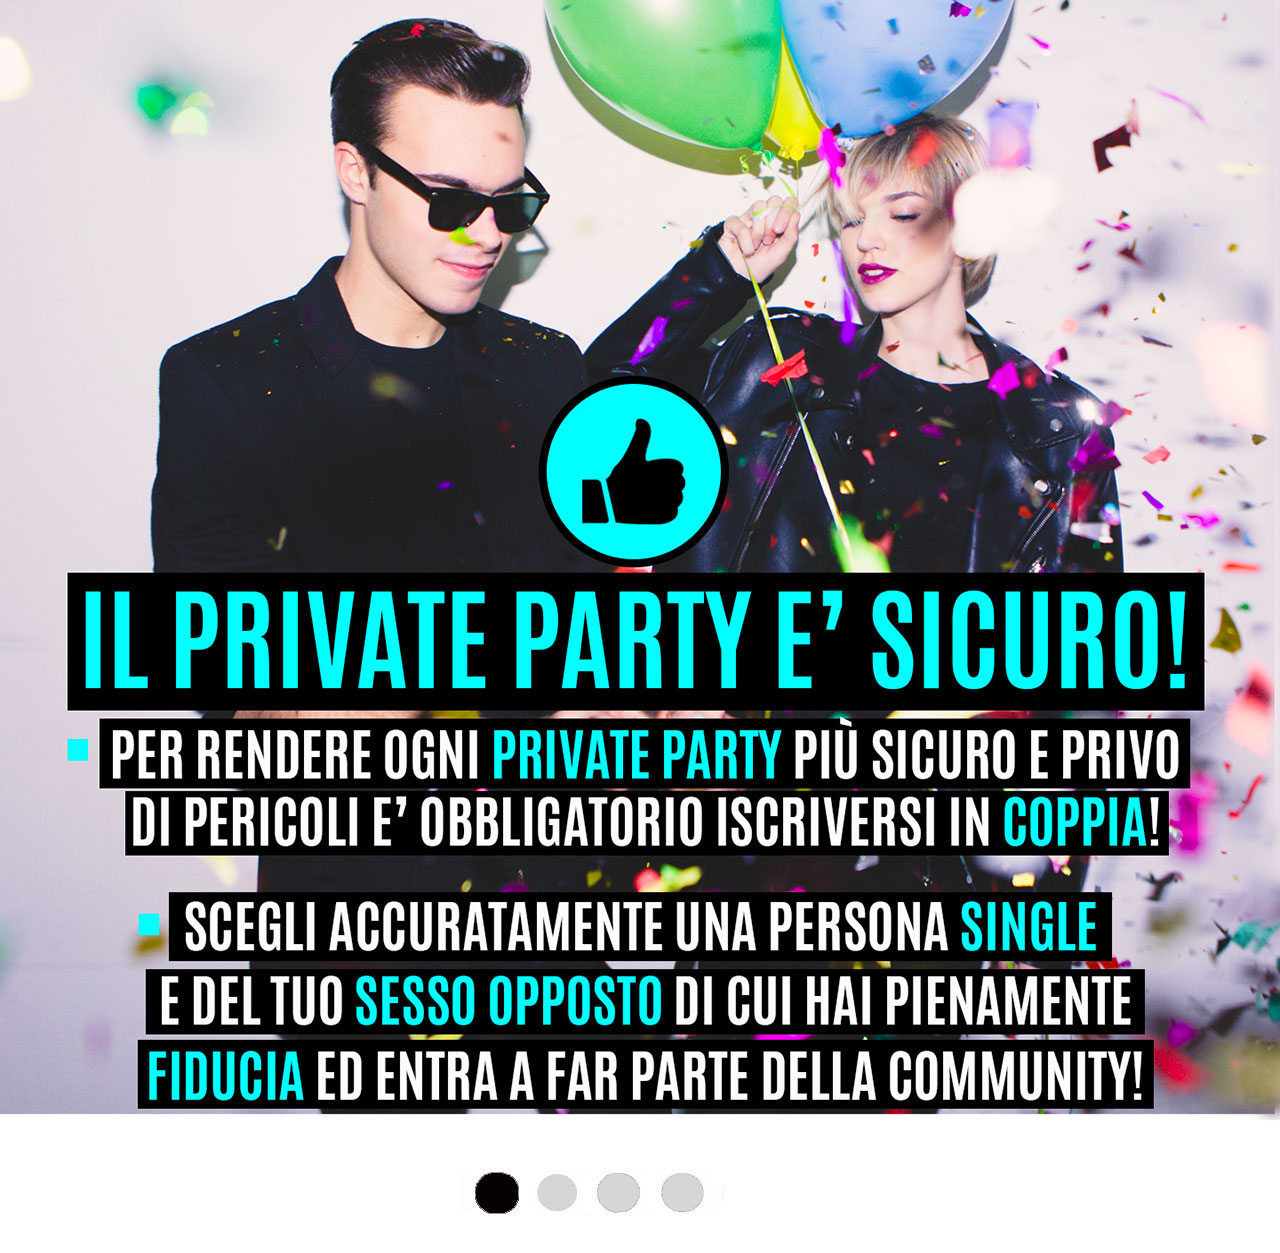 IL PRIVATE PARTY E’ SICURO!
PER RENDERE OGNI PRIVATE PARTY PIÙ SICURO E PRIVO
DI PERICOLI E’ OBBLIGATORIO ISCRIVERSI IN COPPIA!
SCEGLI ACCURATAMENTE UNA PERSONA SINGLE
E DEL TUO SESSO OPPOSTO DI CUI HAI PIENAMENTE
FIDUCIA ED ENTRA A FAR PARTE DELLA COMMUNITY!